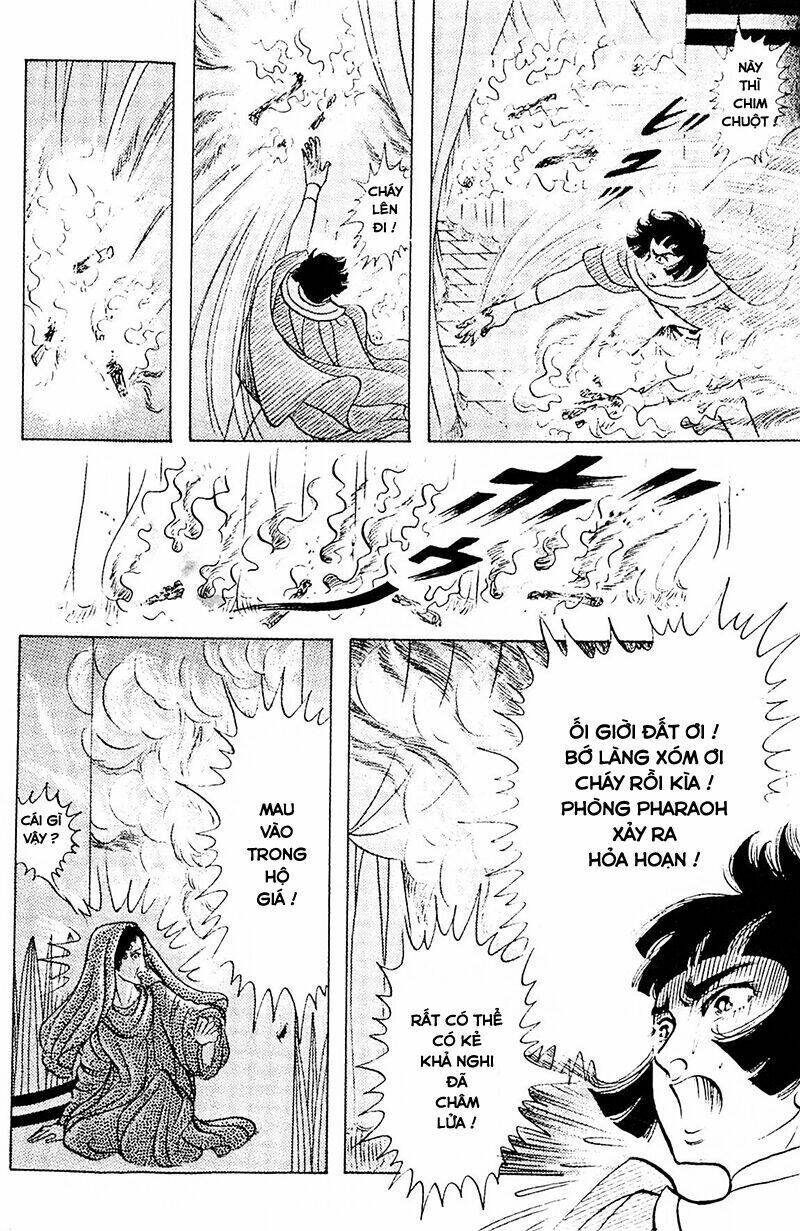 NÀY
THÌ
CHIM
CHUỘT !
ビュ
CHÁY
LÊN
ĐI !
ỐI GIỜI ĐẤT ƠI !
BỚ LÀNG XÓM ƠI
CHÁY RỒI KÌA !
PHÒNG PHARAOH
XẢY RA
HỎA HOẠN !
RẤT CÓ THỂ
CÓ KẺ
KHẢ NGHI
ĐÃ
CHÂM
LỬA !
MAU
VÀO
TRONG
HỘ
GIÁ !
CÁI GÌ
VẬY ?